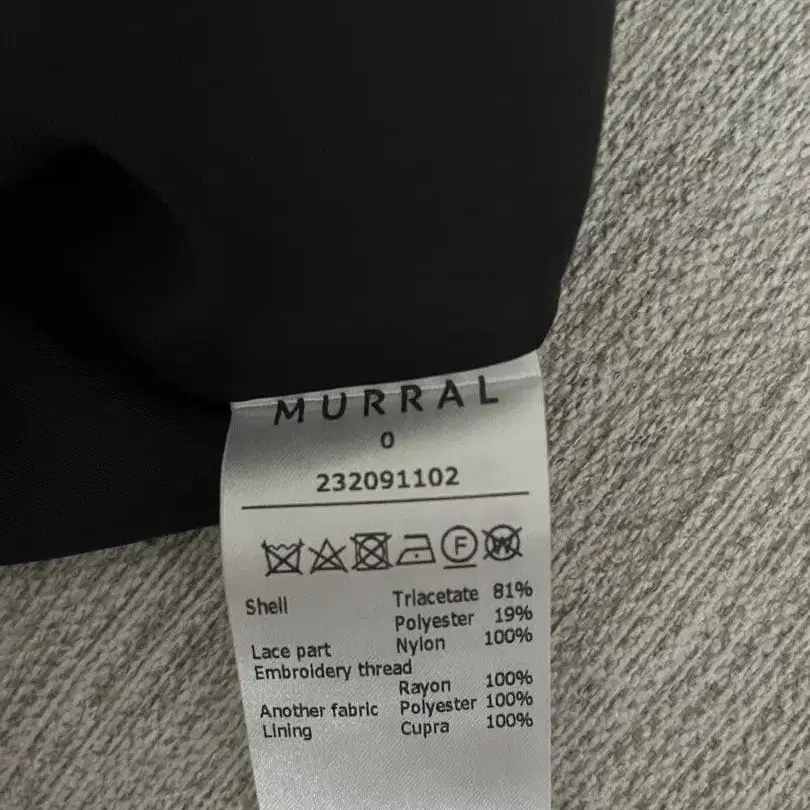 MURRAL
0
232091102
F W
Shell Triacetate 81%
Polyester 19%
Lace part Nylon 100%
Embroidery thread
Rayon 100%
Another fabric Polyester 100%
Lining Cupra 100%